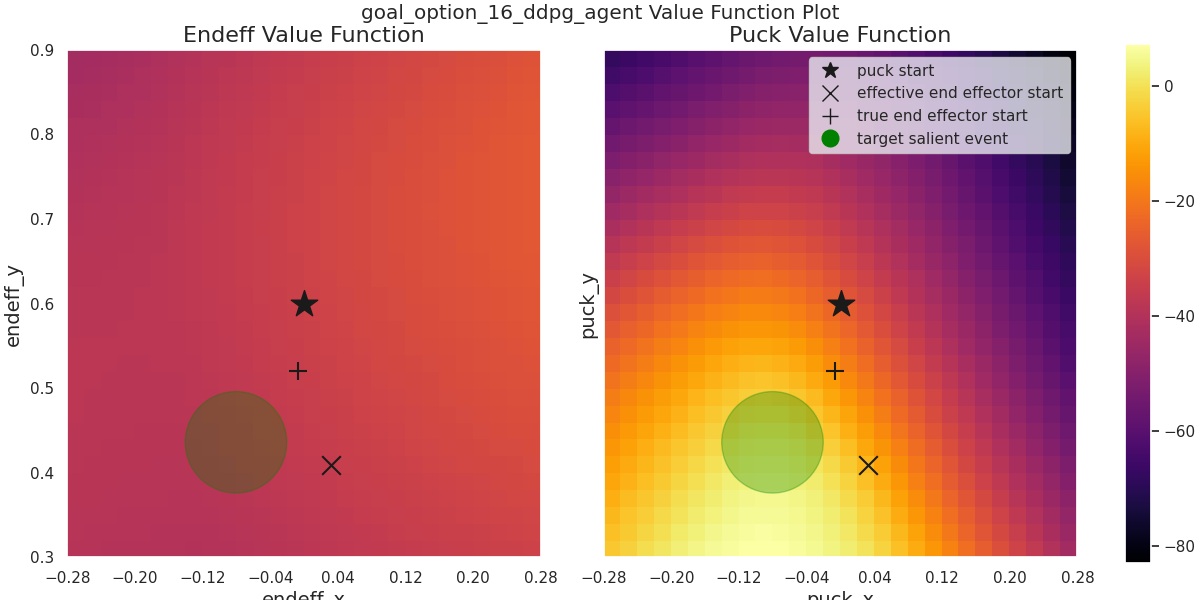 goal_option_16_ddpg_agent Value Function Plot
Endeff Value Function
Puck Value Function
0.9
0.8
0.7
0.6
0.5
0.4
0.3
endeff_y
−0.28 −0.20 −0.12 −0.04 0.04 0.12 0.20 0.28
endeff_x
puck_y
puck start
effective end effector start
true end effector start
target salient event
−0.28 −0.20 −0.12 −0.04 0.04 0.12 0.20 0.28
puck_x
0
−20
−40
−60
−80